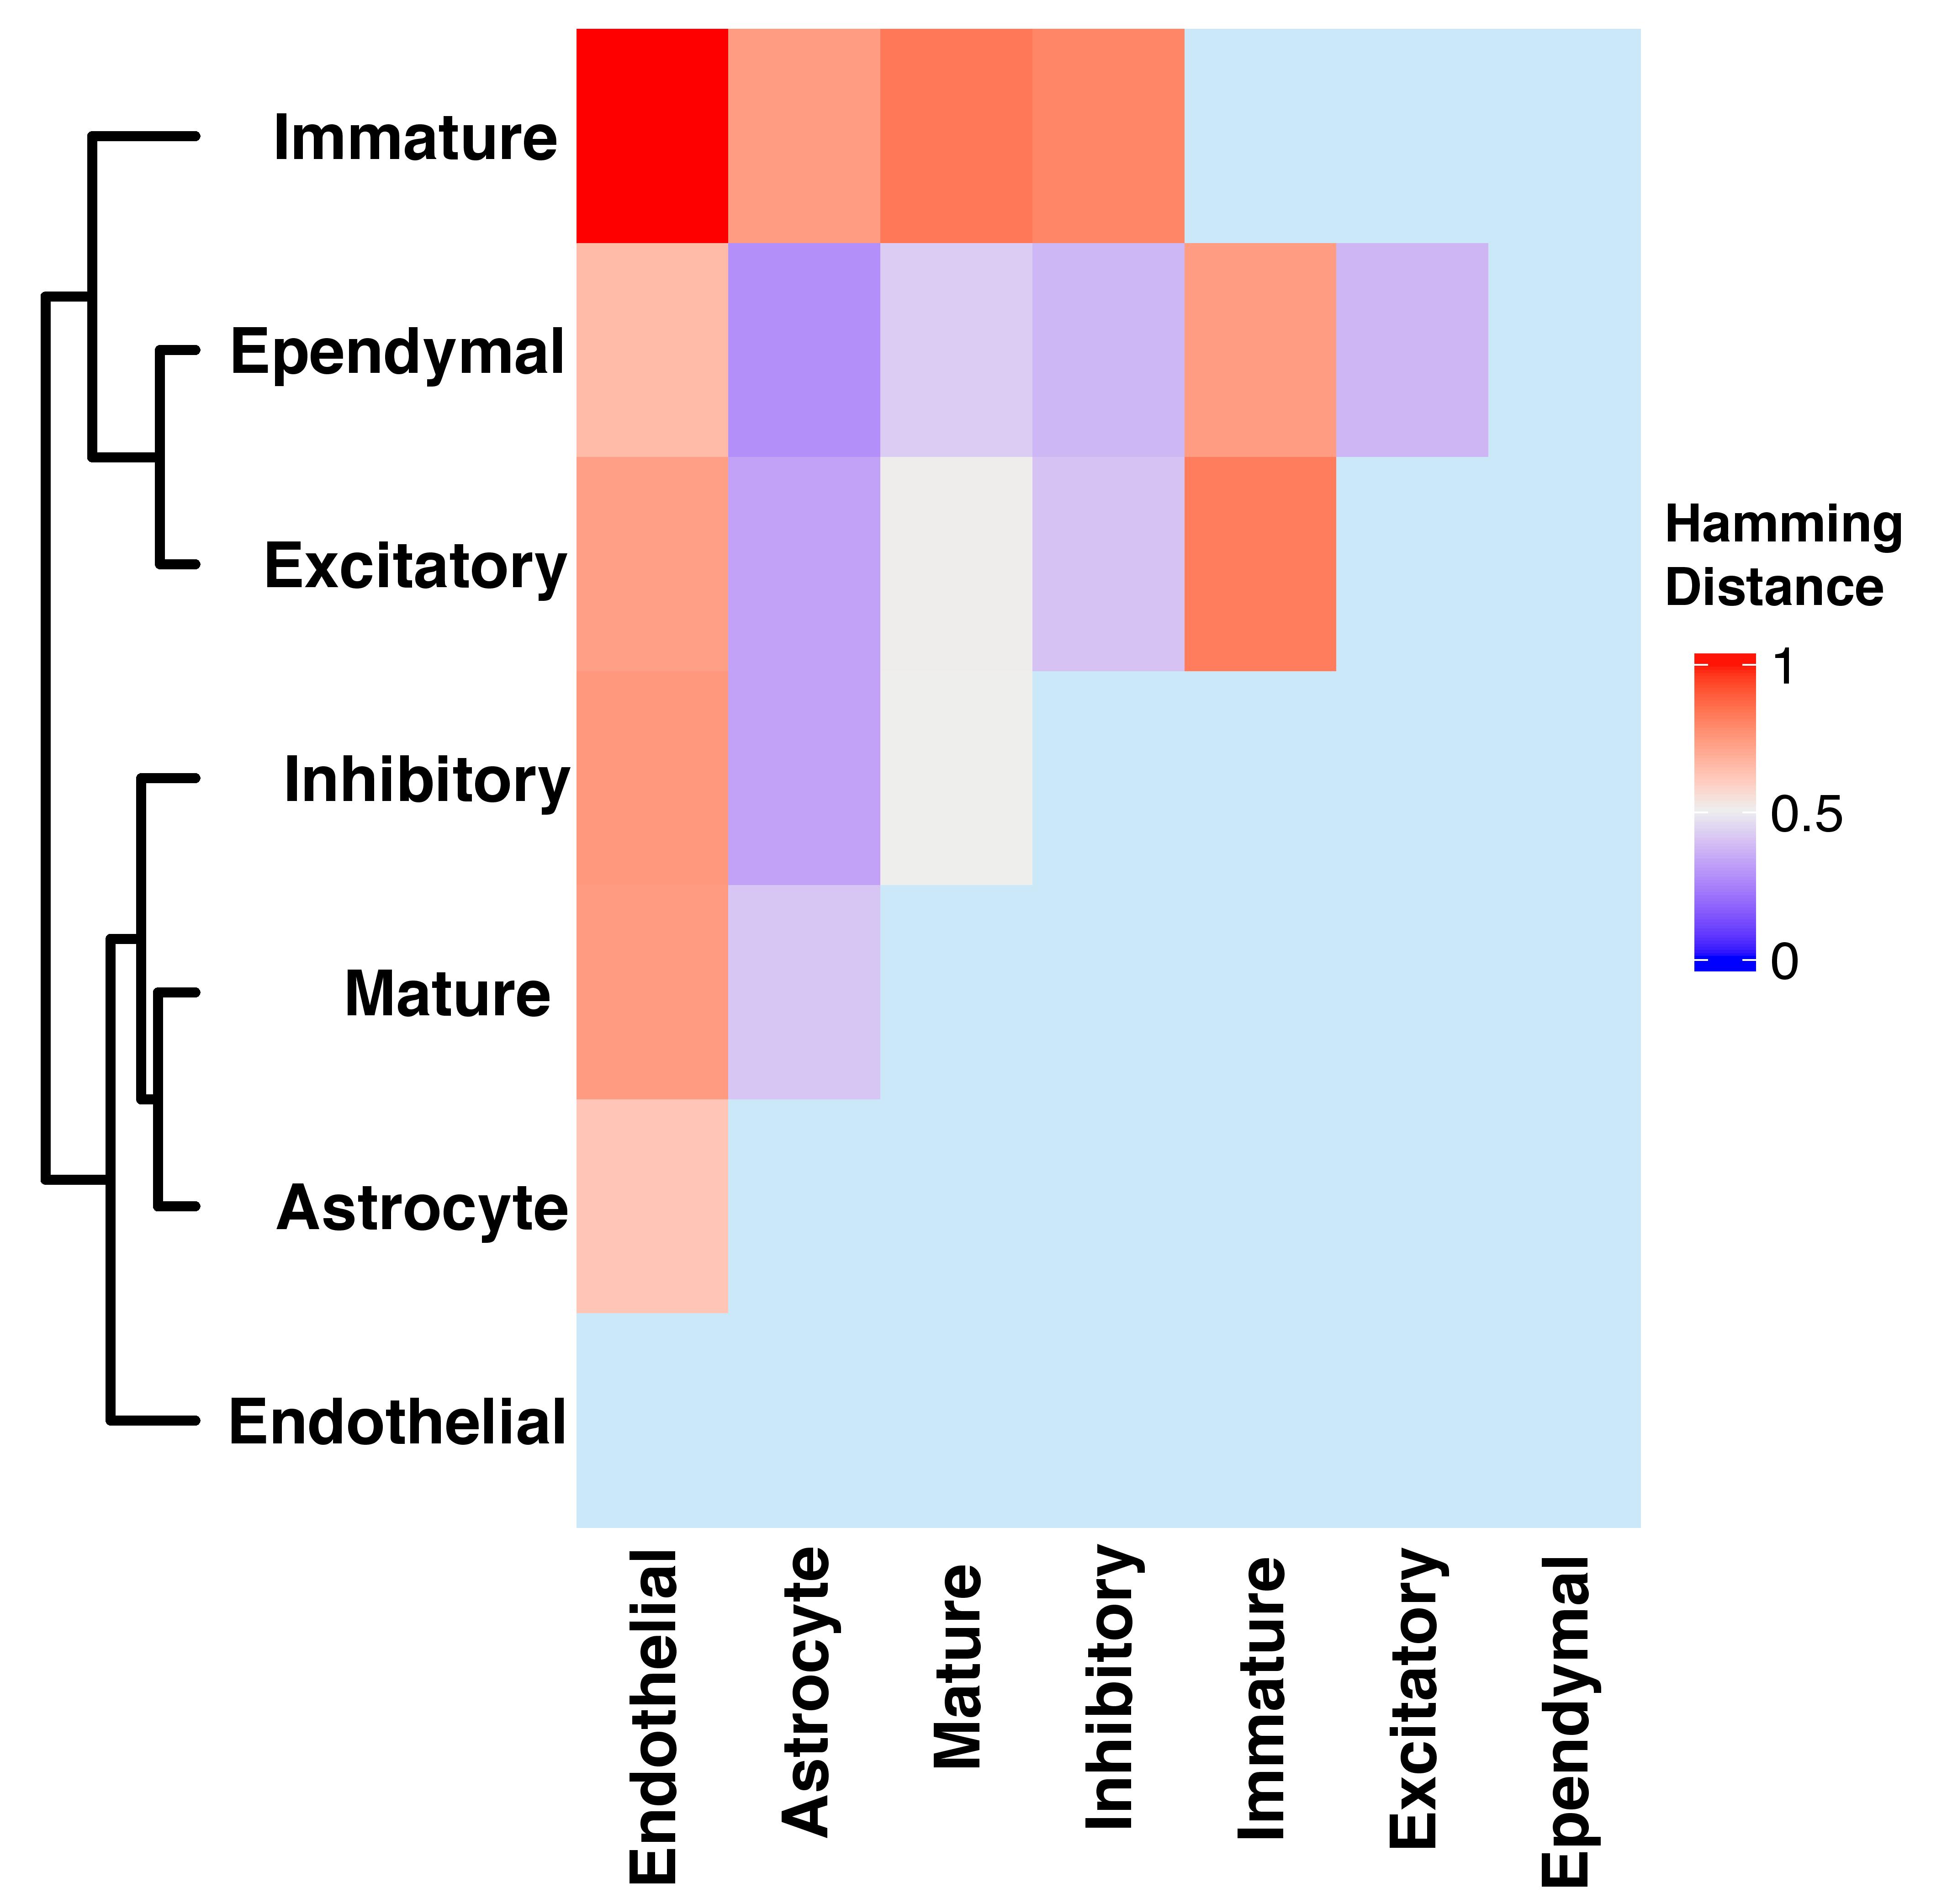 Immature
Ependymal
Excitatory
Inhibitory
Mature
Astrocyte
Endothelial
Hamming
Distance
1
0.5
0
Endothelial
Astrocyte
Mature
Inhibitory
Immature
Excitatory
Ependymal